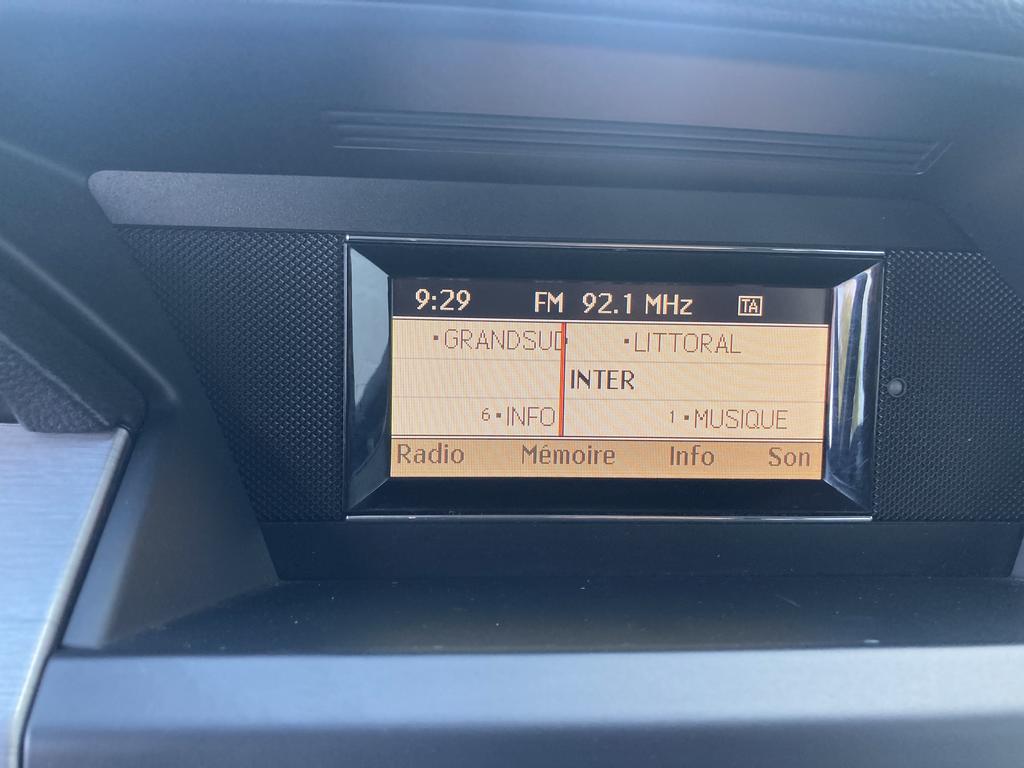 9:29 FM 92.1 MHz TA
GRANDSUD LITTORAL
INTER
6 INFO 1 MUSIQUE
Radio Mémoire Info Son